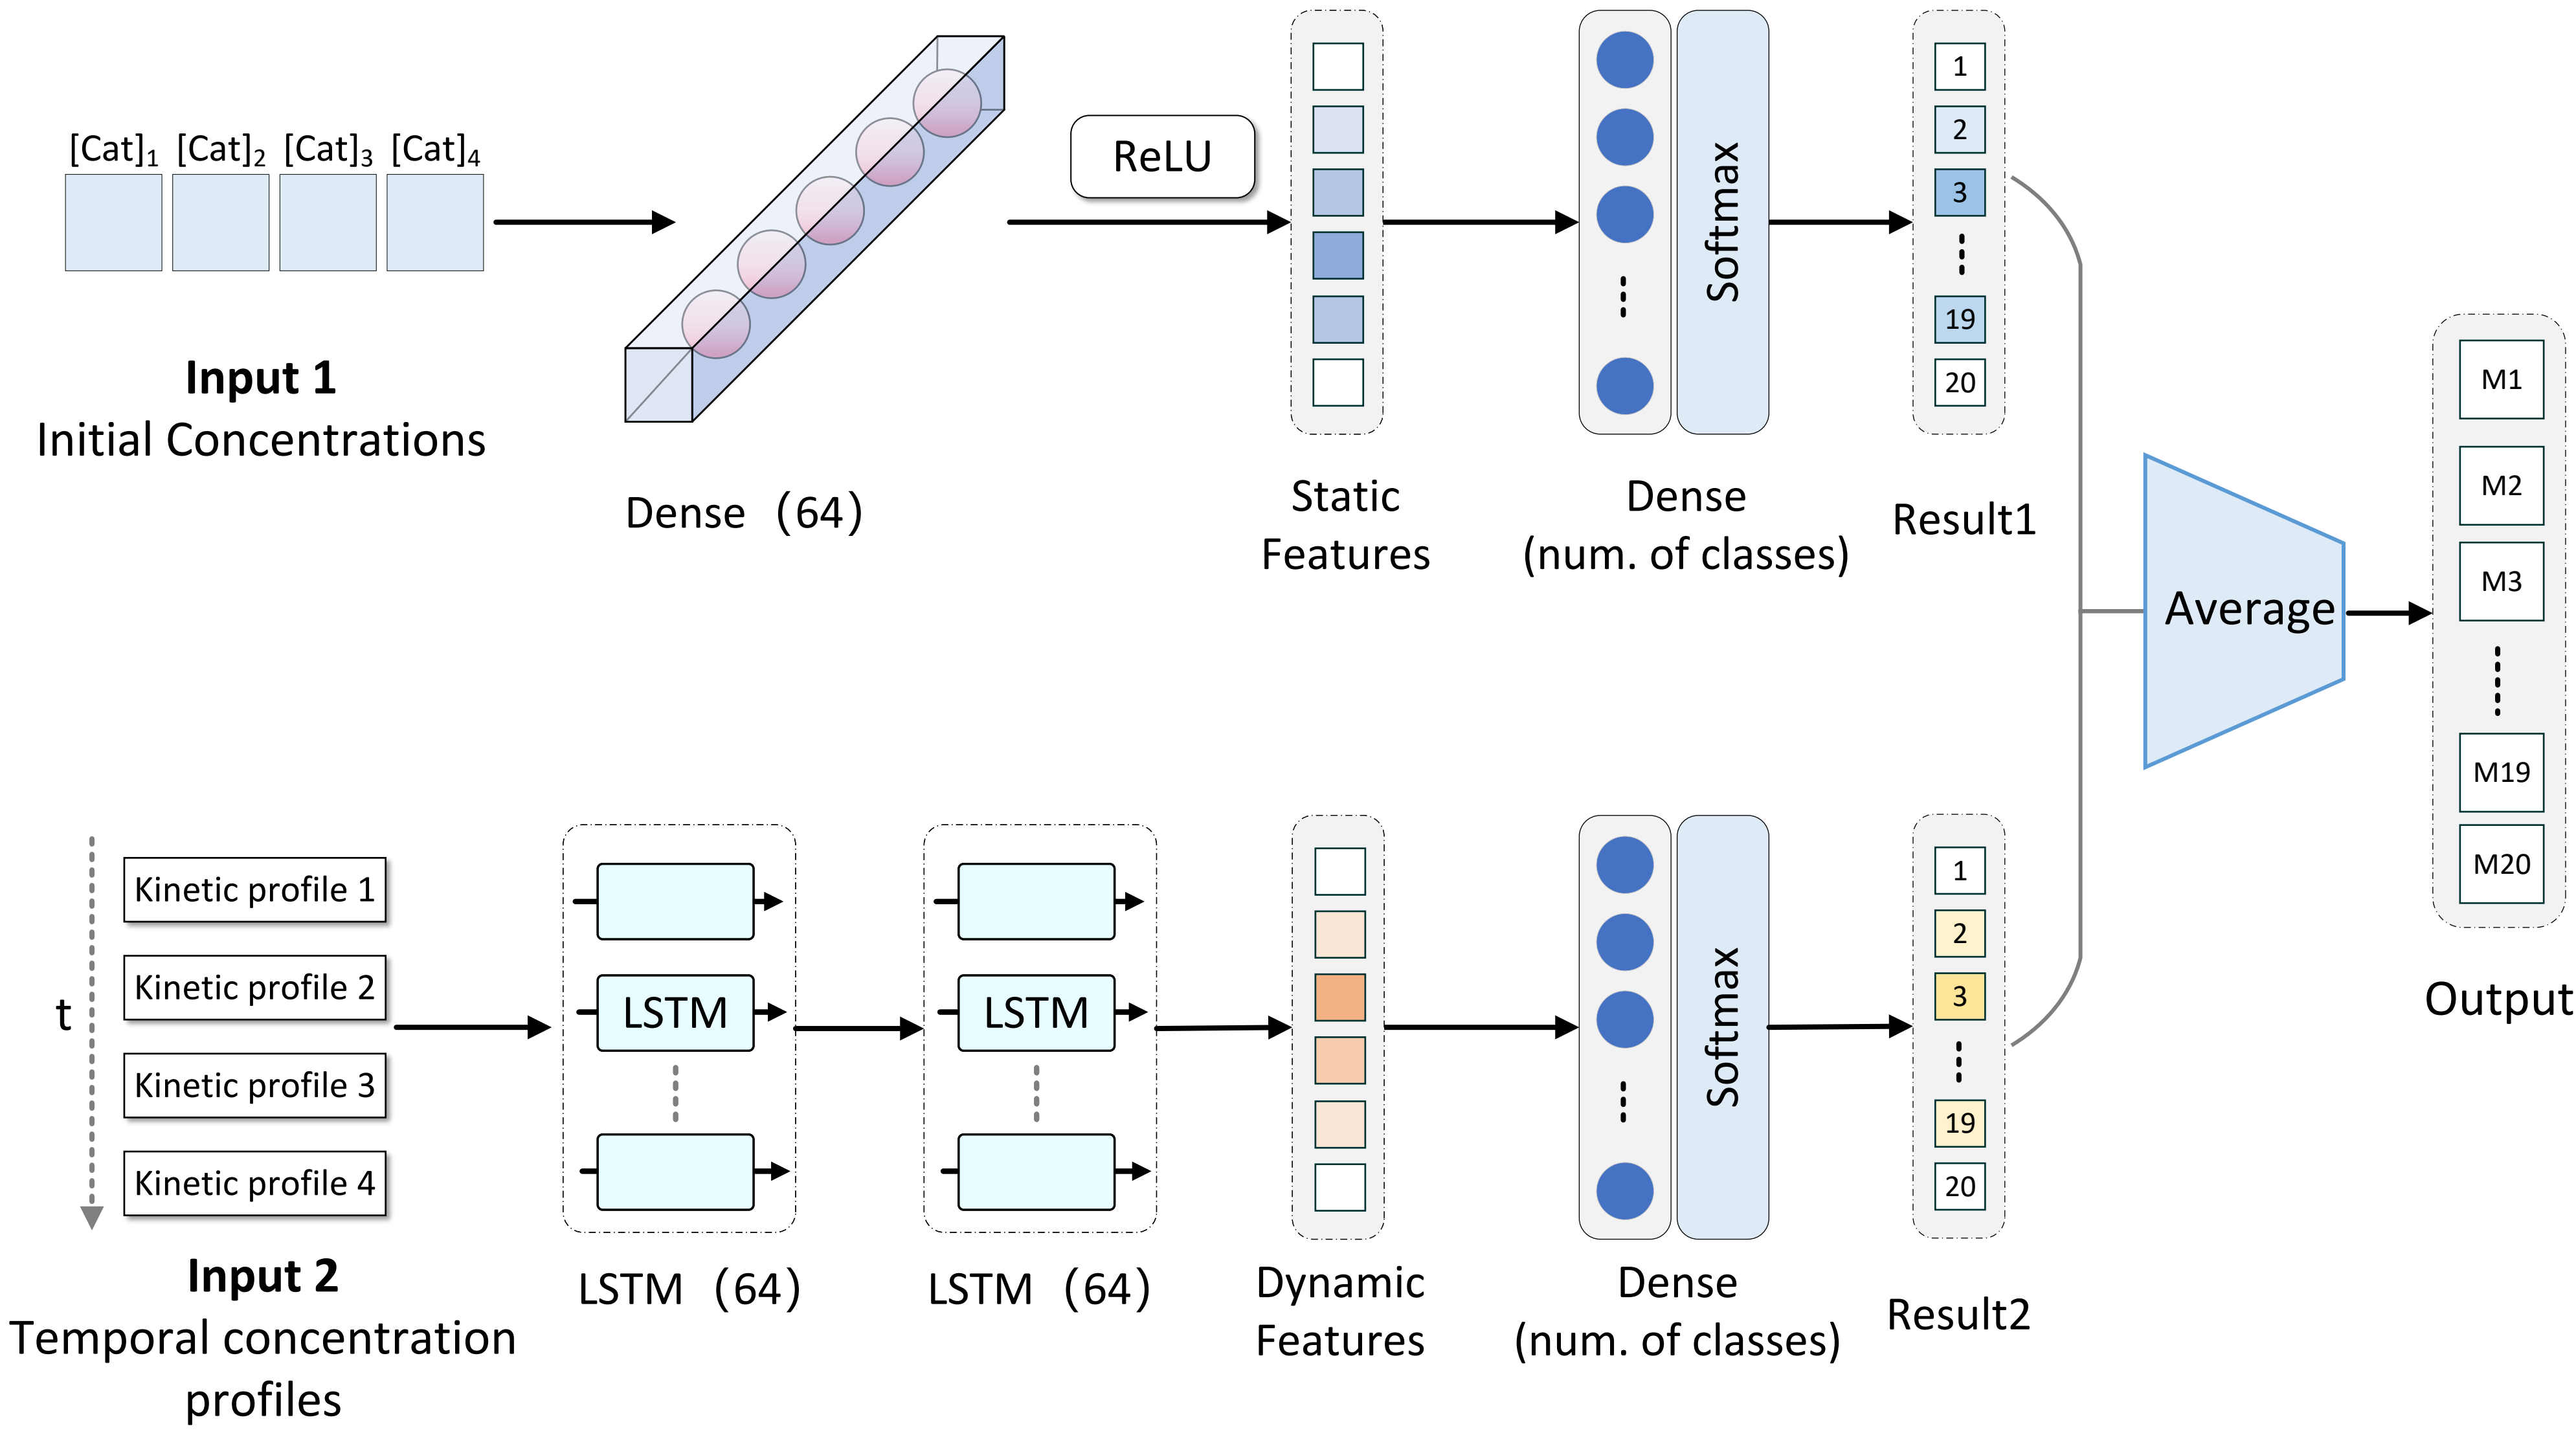 [Cat]₁ [Cat]₂ [Cat]₃ [Cat]₄
Input 1
Initial Concentrations
Dense (64)
ReLU
Static
Features
Softmax
Dense
(num. of classes)
1
2
3
19
20
Result1
t
Kinetic profile 1
Kinetic profile 2
Kinetic profile 3
Kinetic profile 4
Input 2
Temporal concentration
profiles
LSTM
LSTM (64)
LSTM
LSTM (64)
Dynamic
Features
Softmax
Dense
(num. of classes)
1
2
3
19
20
Result2
Average
M1
M2
M3
M19
M20
Output